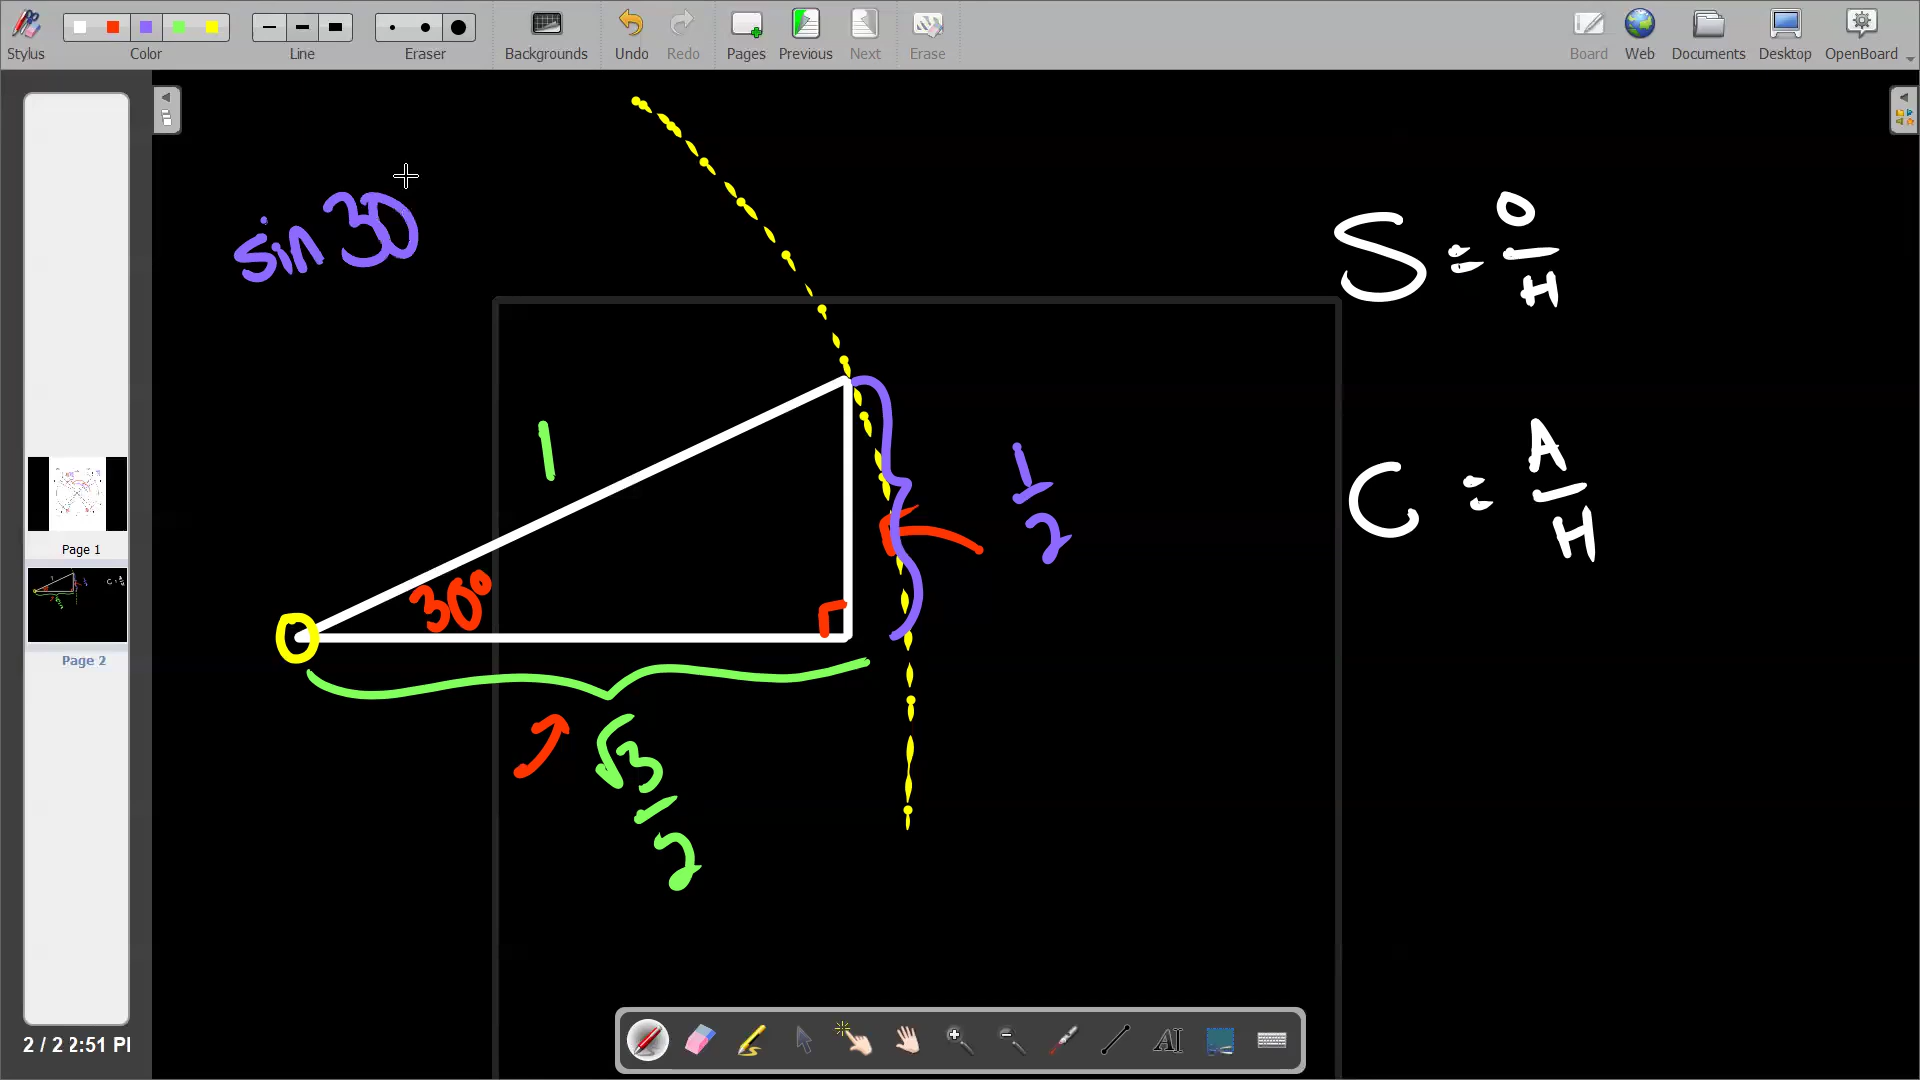 Stylus
Color
Line
Eraser
Backgrounds
Undo
Redo
Pages
Previous
Next
Erase
Board
Web
Documents
Desktop
OpenBoard
sin 30
S = O
H
1
1
2
C = A
H
30°
√3
2
Page 1
Page 2
2 / 2 2:51 PI
AI